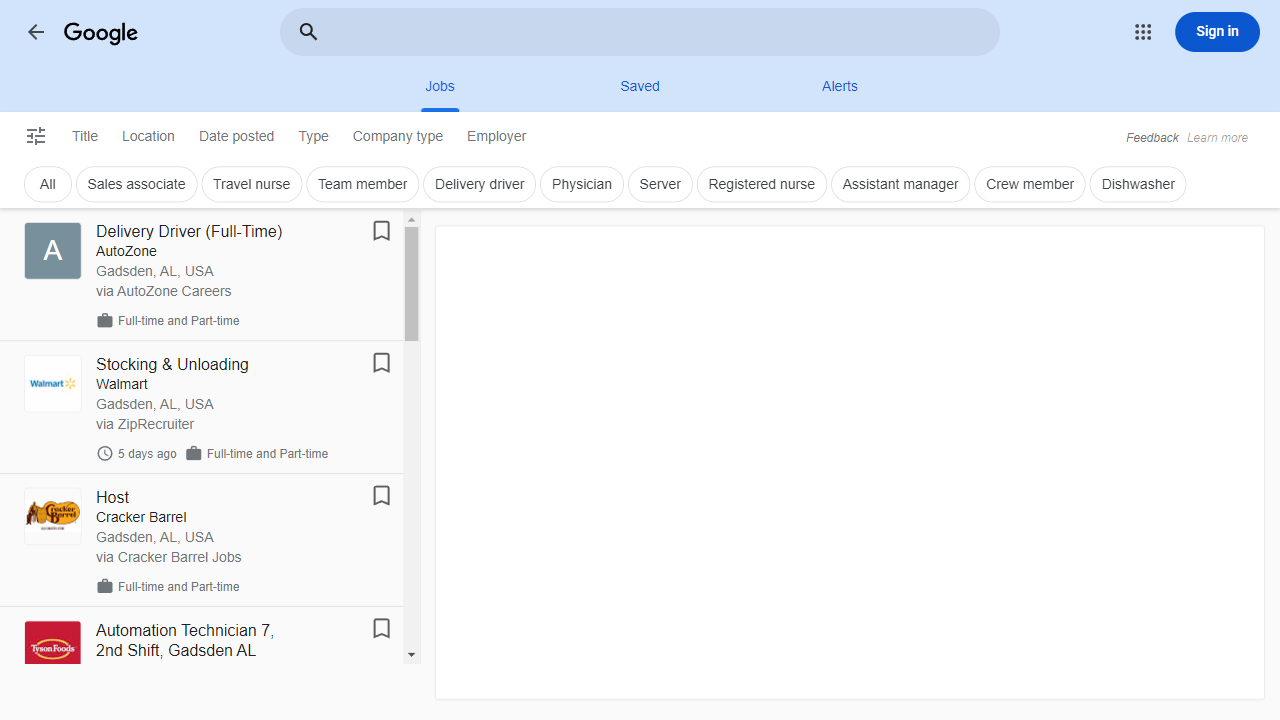 Google
Sign in
Jobs Saved Alerts
Title Location Date posted Type Company type Employer Feedback Learn more
All Sales associate Travel nurse Team member Delivery driver Physician Server Registered nurse Assistant manager Crew member Dishwasher
A
Delivery Driver (Full-Time)
AutoZone
Gadsden, AL, USA
via AutoZone Careers
Full-time and Part-time
Walmart
Stocking & Unloading
Walmart
Gadsden, AL, USA
via ZipRecruiter
5 days ago Full-time and Part-time
Cracker Barrel
Host
Cracker Barrel
Gadsden, AL, USA
via Cracker Barrel Jobs
Full-time and Part-time
Tyson Foods
Automation Technician 7,
2nd Shift, Gadsden AL